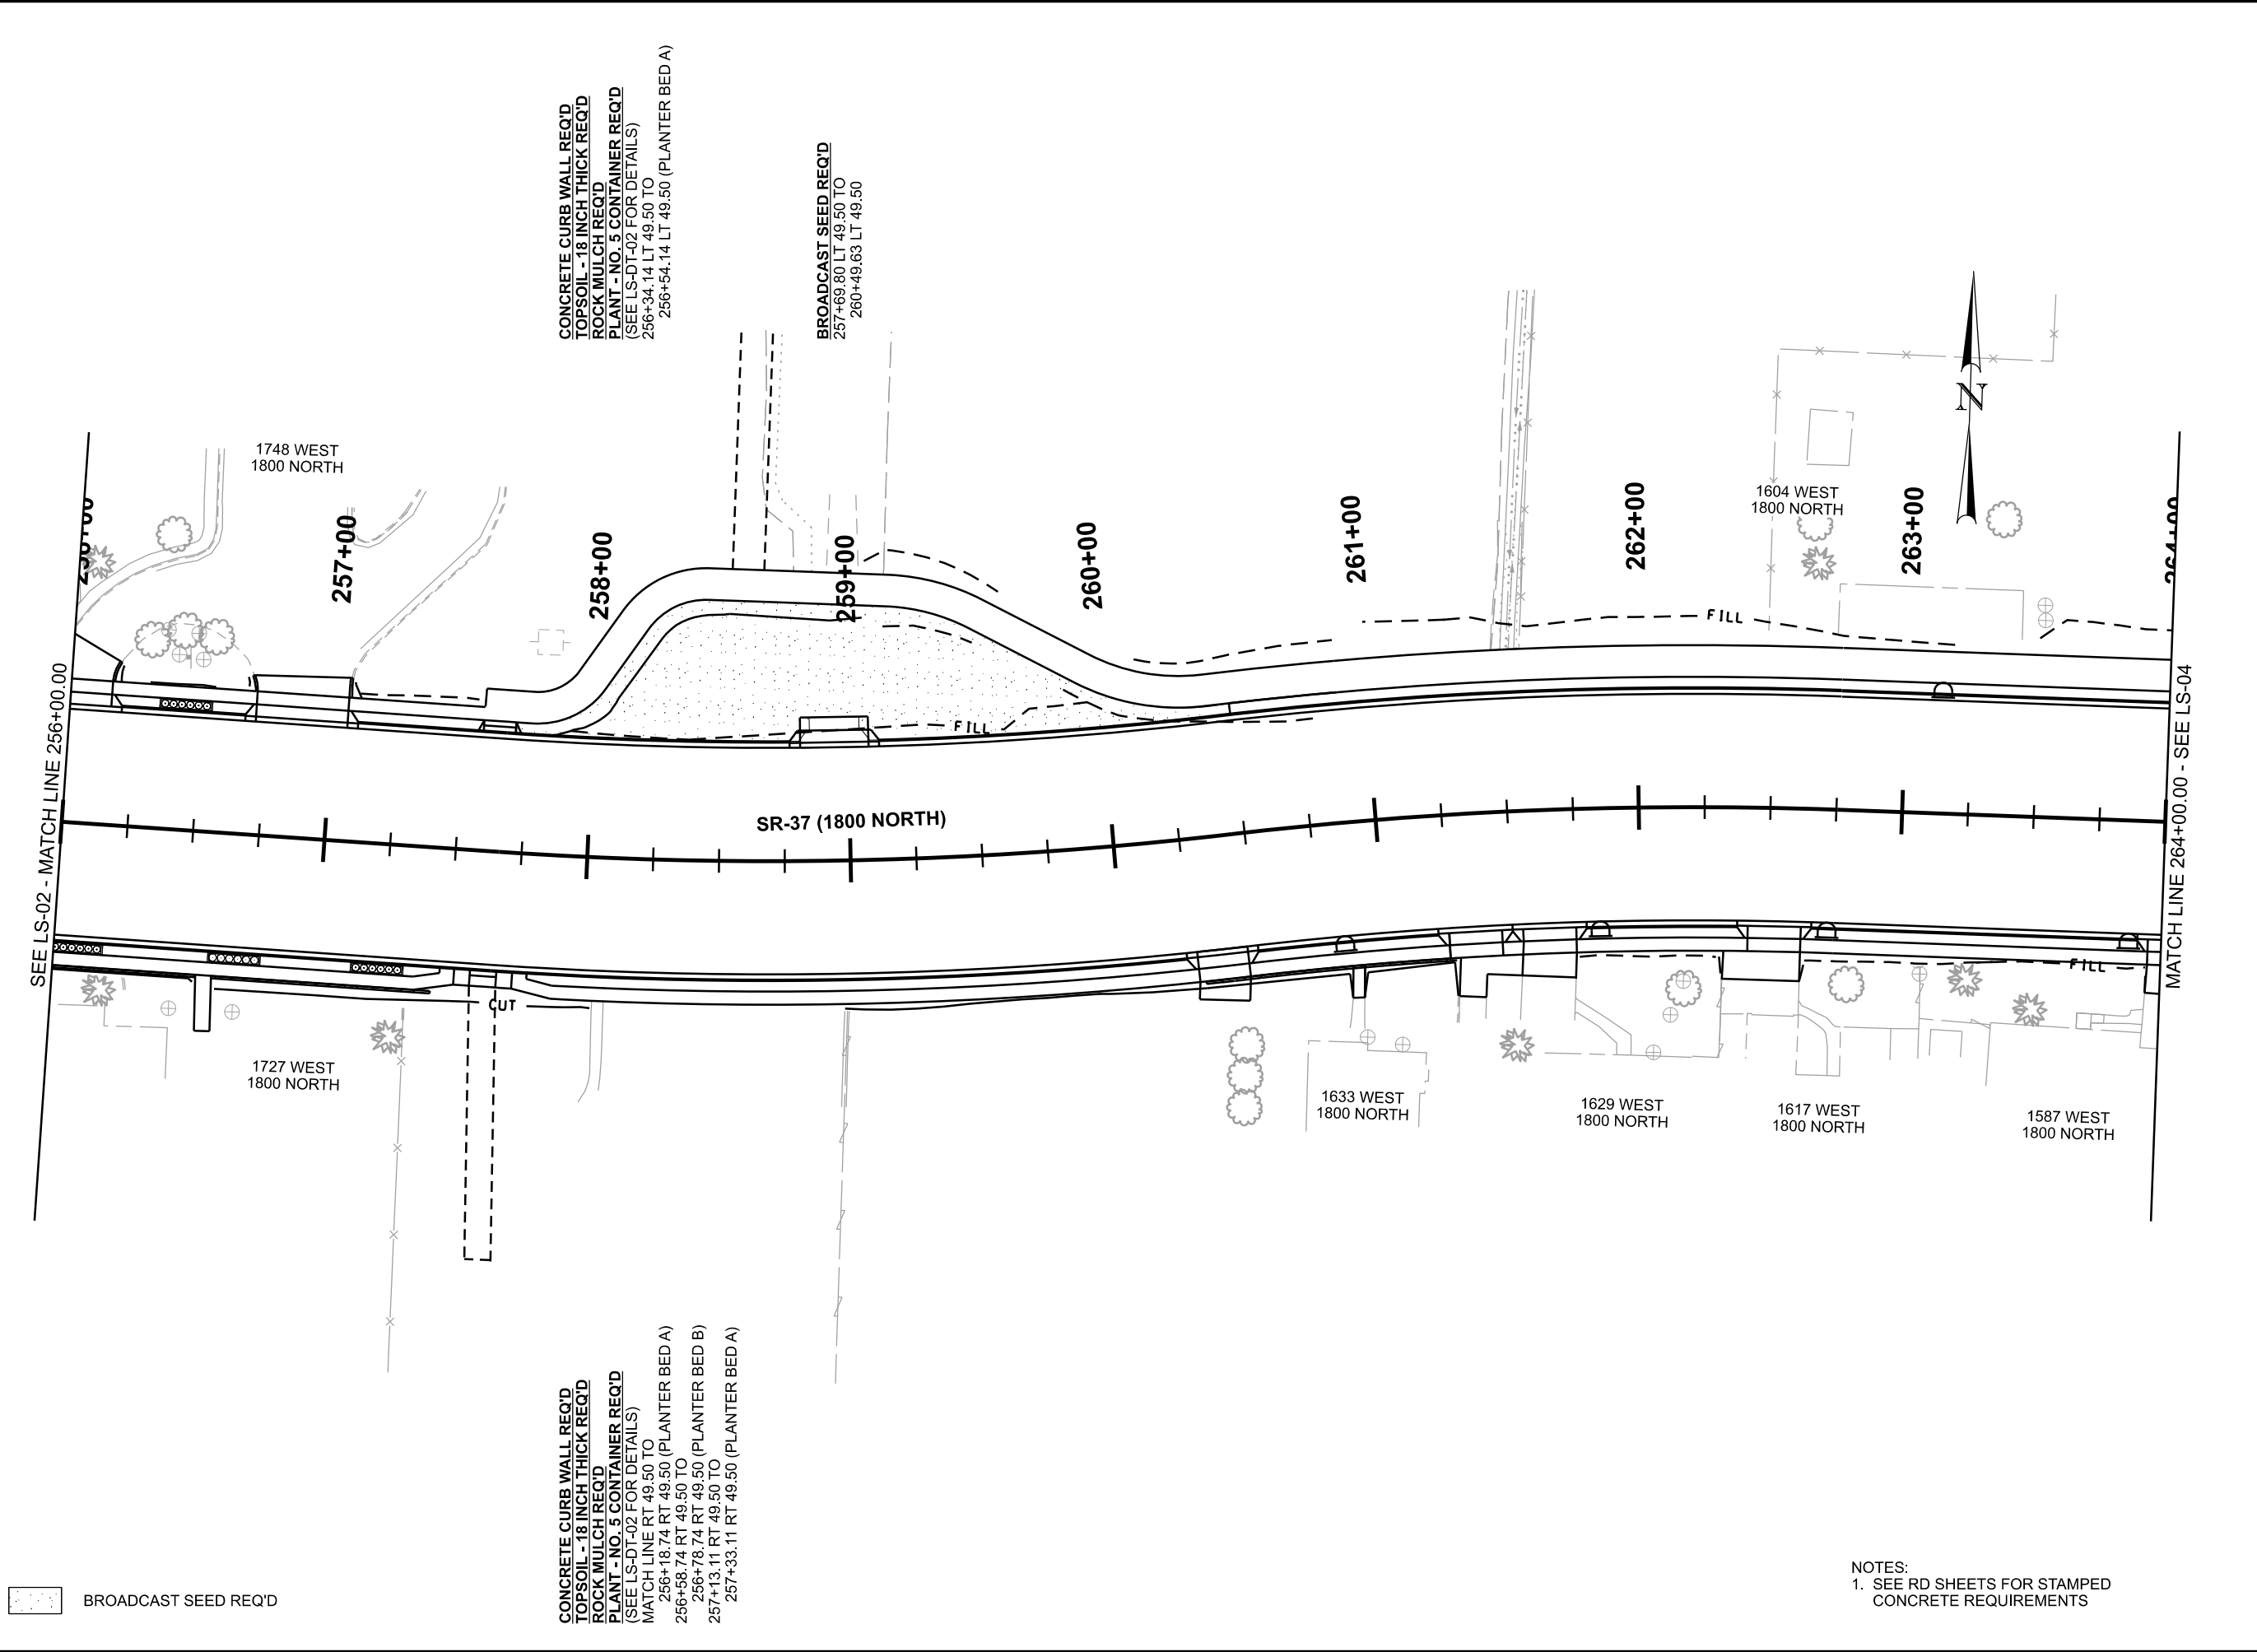 CONCRETE CURB WALL REQ'D
TOPSOIL - 18 INCH THICK REQ'D
ROCK MULCH REQ'D
PLANT - NO. 5 CONTAINER REQ'D
(SEE LS-DT-02 FOR DETAILS)
256+34.14 LT 49.50 TO
256+54.14 LT 49.50 (PLANTER BED A)
BROADCAST SEED REQ'D
257+69.80 LT 49.50 TO
260+49.63 LT 49.50
1748 WEST
1800 NORTH
257+00
258+00
259+00
260+00
261+00
262+00
263+00
N
1604 WEST
1800 NORTH
FILL
FILL
SEE LS-02 - MATCH LINE 256+00.00
SR-37 (1800 NORTH)
MATCH LINE 264+00.00 - SEE LS-04
FILL
CUT
1727 WEST
1800 NORTH
1633 WEST
1800 NORTH
1629 WEST
1800 NORTH
1617 WEST
1800 NORTH
1587 WEST
1800 NORTH
CONCRETE CURB WALL REQ'D
TOPSOIL - 18 INCH THICK REQ'D
ROCK MULCH REQ'D
PLANT - NO. 5 CONTAINER REQ'D
(SEE LS-DT-02 FOR DETAILS)
MATCH LINE RT 49.50 TO
256+18.74 RT 49.50 (PLANTER BED A)
256+58.74 RT 49.50 TO
256+78.74 RT 49.50 (PLANTER BED B)
257+13.11 RT 49.50 TO
257+33.11 RT 49.50 (PLANTER BED A)
BROADCAST SEED REQ'D
NOTES:
1. SEE RD SHEETS FOR STAMPED
CONCRETE REQUIREMENTS